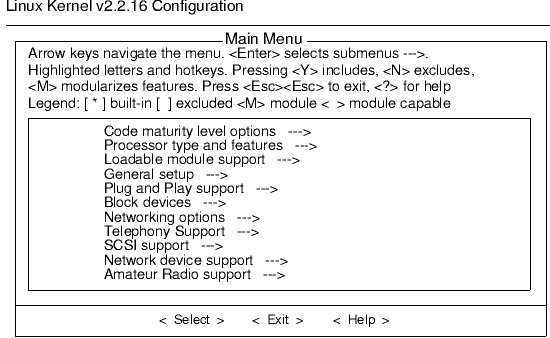 Linux Kernel v2.2.16 Configuration
Main Menu
Arrow keys navigate the menu. <Enter> selects submenus --->.
Highlighted letters and hotkeys. Pressing <Y> includes, <N> excludes,
<M> modularizes features. Press <Esc><Esc> to exit, <?> for help
Legend: [ * ] built-in [  ] excluded <M> module <  > module capable
Code maturity level options  --->
Processor type and features  --->
Loadable module support  --->
General setup  --->
Plug and Play support  --->
Block devices  --->
Networking options  --->
Telephony Support  --->
SCSI support  --->
Network device support  --->
Amateur Radio support  --->
< Select >  < Exit >  < Help >